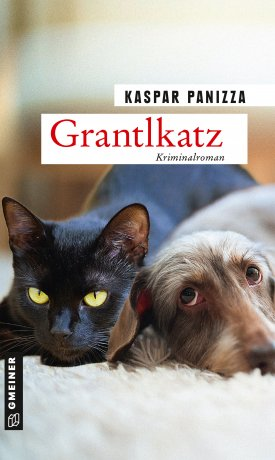 KASPAR PANIZZA
Grantlkatz
Kriminalroman
GMEINER